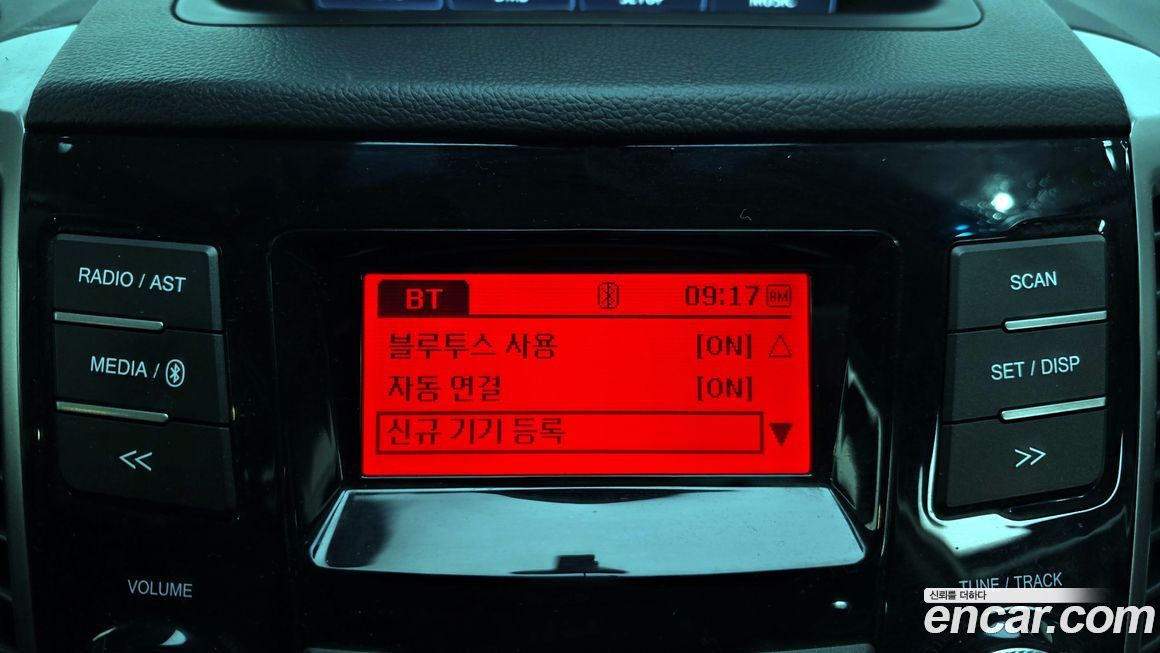 SETUP
MUSIC
RADIO / AST
MEDIA /
VOLUME
BT
09:17 AM
블루투스 사용 [ON]
자동 연결 [ON]
신규 기기 등록
SCAN
SET / DISP
TUNE / TRACK
신뢰를 더하다
encar.com